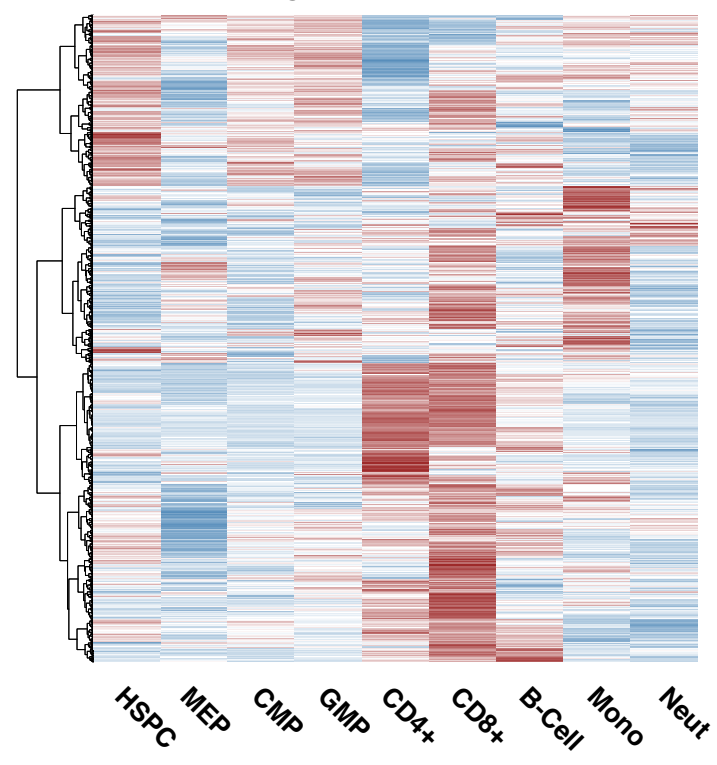 HSPC
MEP
CMP
GMP
CD4+
CD8+
B-Cell
Mono
Neut